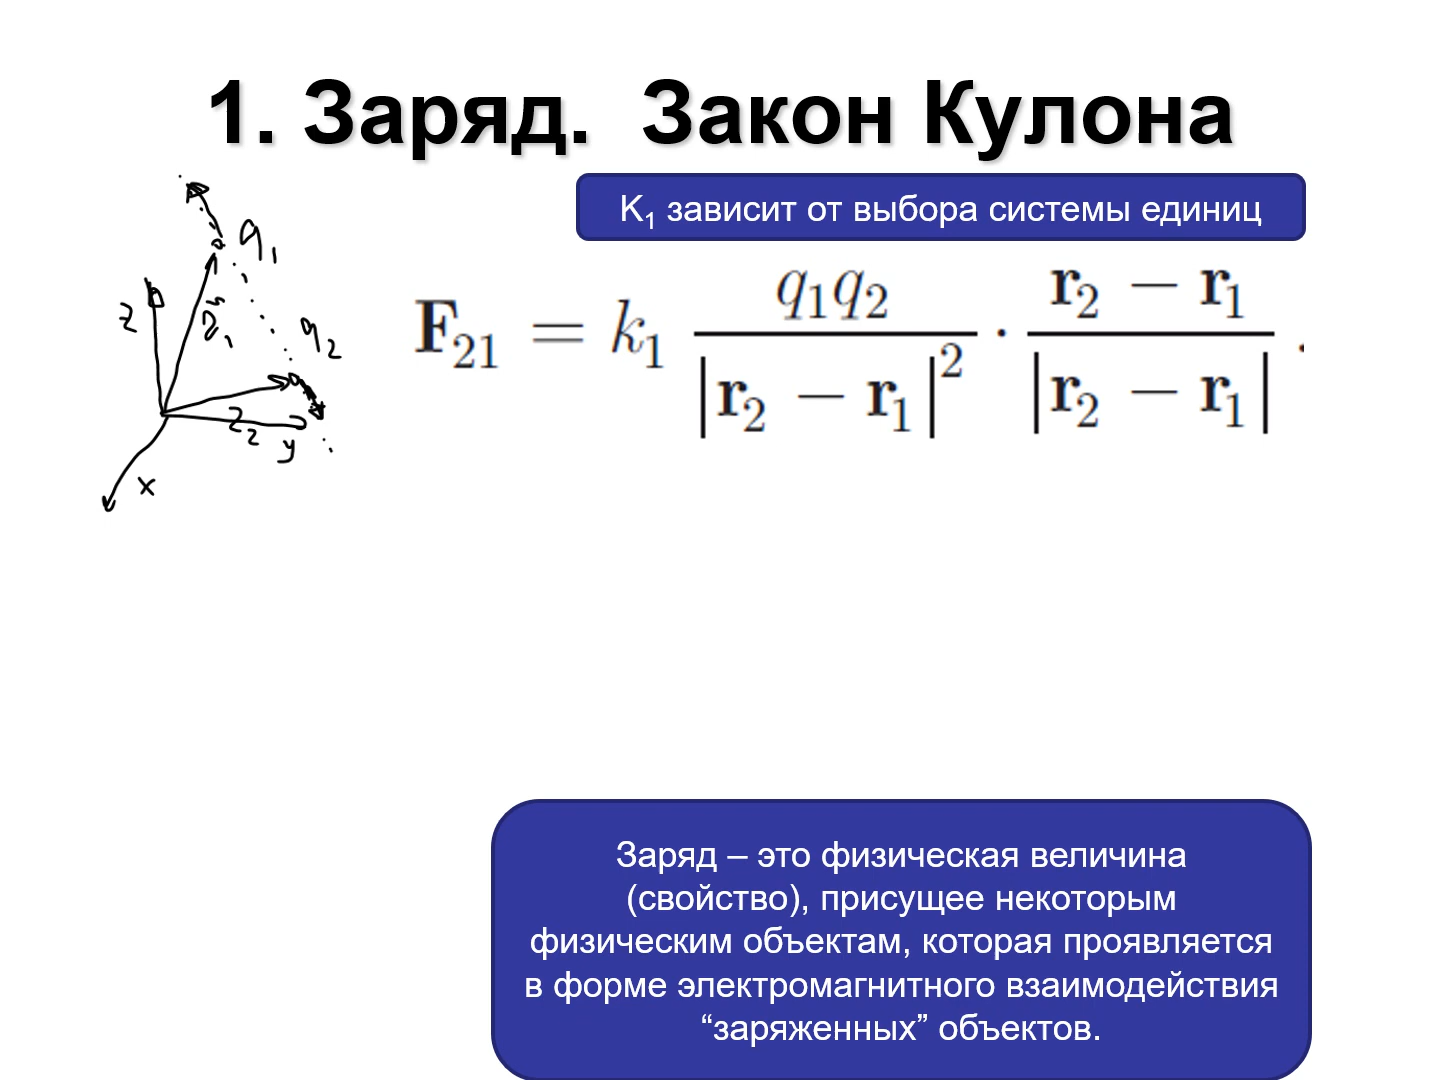 1. Заряд.  Закон Кулона
K₁ зависит от выбора системы единиц
q₁
z
r₁
q₂
r₂
y
x
F₂₁ = k₁ q₁q₂ / |r₂ − r₁|² · (r₂ − r₁) / |r₂ − r₁| .
Заряд – это физическая величина
(свойство), присущее некоторым
физическим объектам, которая проявляется
в форме электромагнитного взаимодействия
“заряженных” объектов.